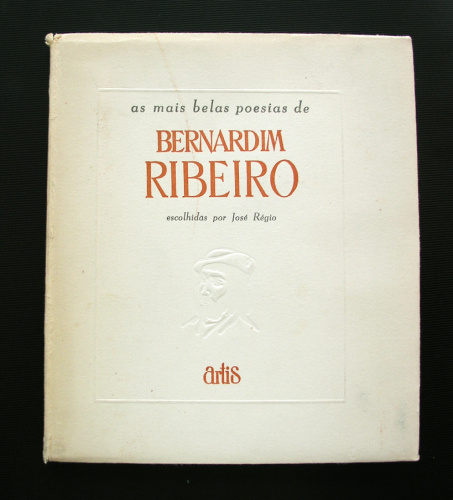 as mais belas poesias de
BERNARDIM
RIBEIRO
escolhidas por José Régio
artis